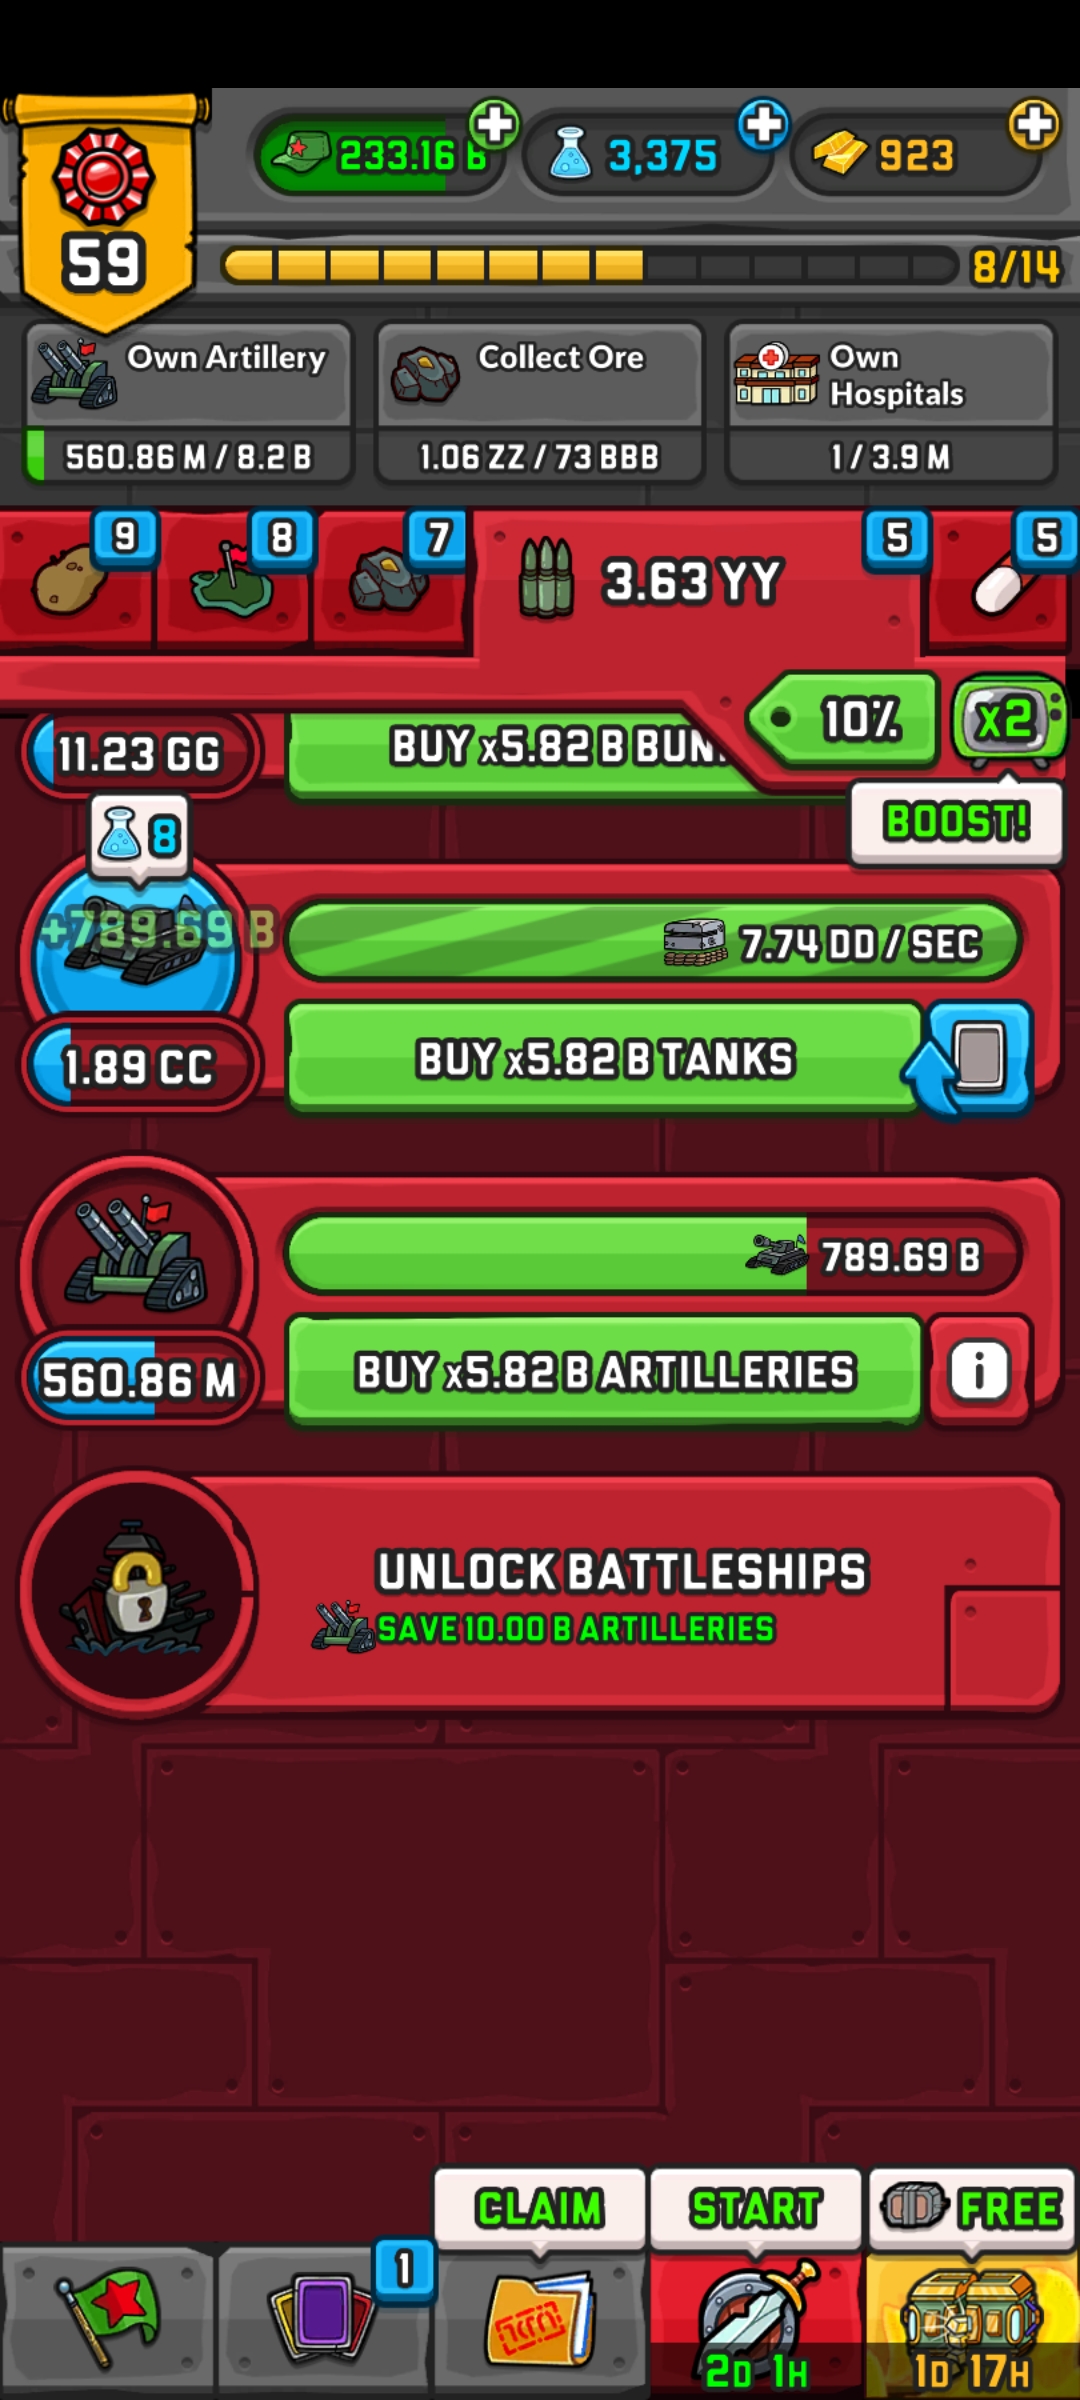 233.16 B
3,375
923
59
8/14
Own Artillery
560.86 M / 8.2 B
Collect Ore
1.06 ZZ / 73 BBB
Own
Hospitals
1 / 3.9 M
9
8
7
3.63 YY
5
5
10%
x2
BOOST!
11.23 GG
BUY x5.82 B BUN
8
+789.69 B
7.74 DD / SEC
1.89 CC
BUY x5.82 B TANKS
789.69 B
560.86 M
BUY x5.82 B ARTILLERIES
i
UNLOCK BATTLESHIPS
SAVE 10.00 B ARTILLERIES
CLAIM
START
FREE
1
2D 1H
1D 17H